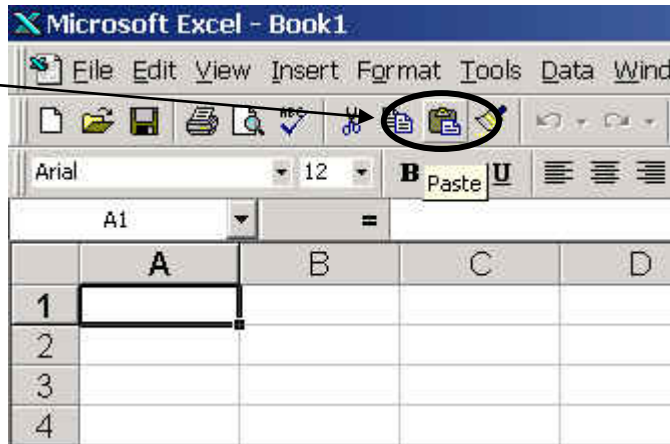 Microsoft Excel - Book1
File Edit View Insert Format Tools Data Wind
ABC
Arial 12 B U
Paste
A1 =
A B C D
1
2
3
4